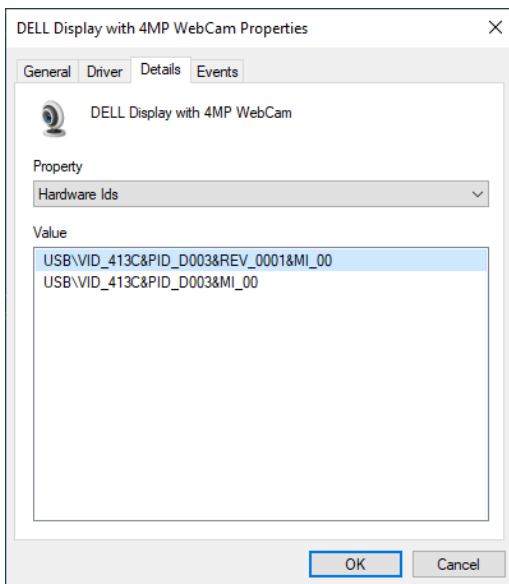 DELL Display with 4MP WebCam Properties
General Driver Details Events
DELL Display with 4MP WebCam
Property
Hardware Ids
Value
USB\VID_413C&PID_D003&REV_0001&MI_00
USB\VID_413C&PID_D003&MI_00
OK Cancel